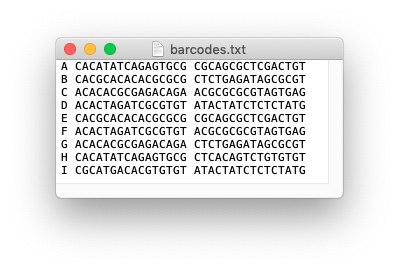 barcodes.txt
A CACATATCAGAGTGCG CGCAGCGCTCGACTGT
B CACGCACACACGCGCG CTCTGAGATAGCGCGT
C ACACACGCGAGACAGA ACGCGCGCGTAGTGAG
D ACACTAGATCGCGTGT ATACTATCTCTCTATG
E CACGCACACACGCGCG CGCAGCGCTCGACTGT
F ACACTAGATCGCGTGT ACGCGCGCGTAGTGAG
G ACACACGCGAGACAGA CTCTGAGATAGCGCGT
H CACATATCAGAGTGCG CTCACAGTCTGTGTGT
I CGCATGACACGTGTGT ATACTATCTCTCTATG